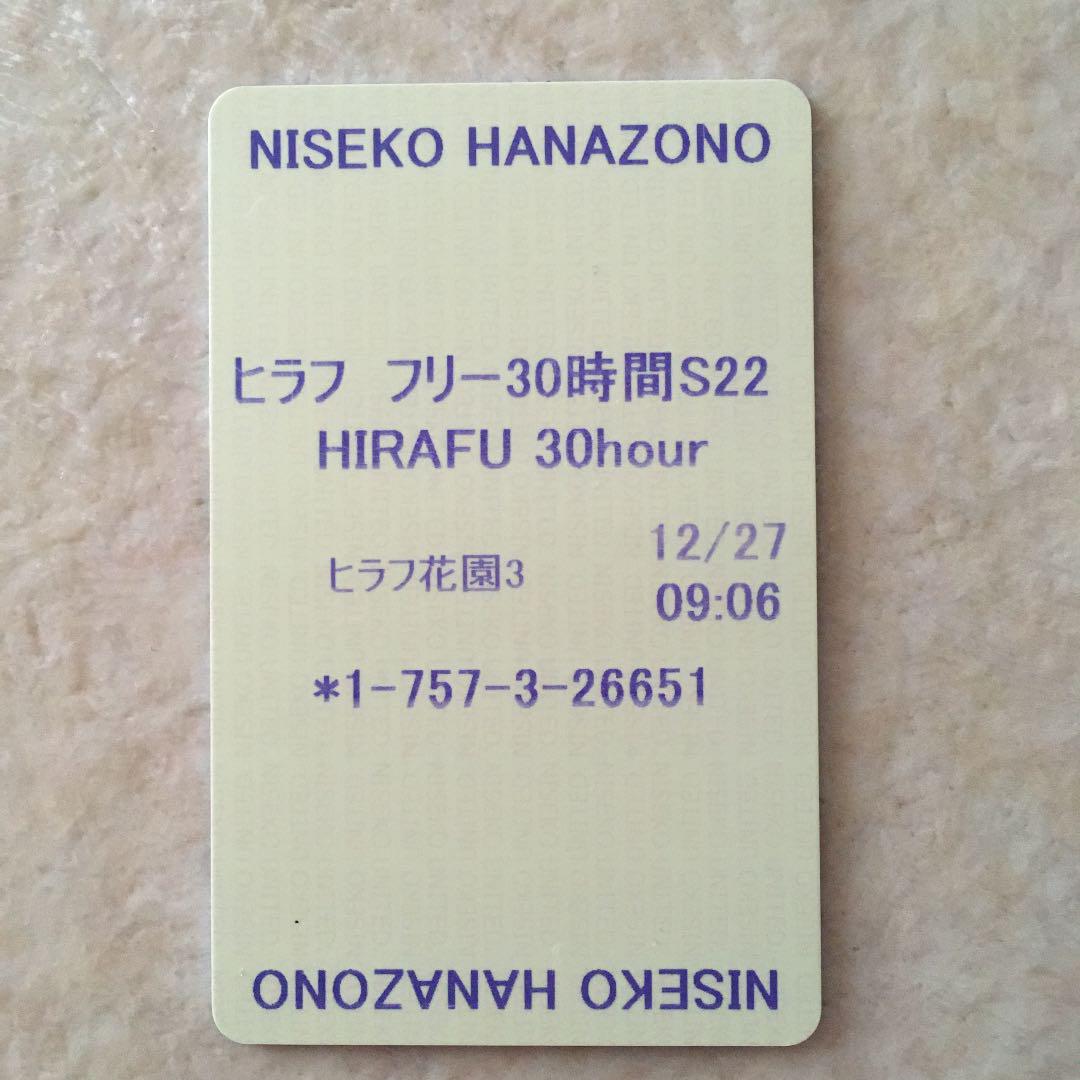 NISEKO HANAZONO
ヒラフ　フリー30時間S22
HIRAFU 30hour
12/27
ヒラフ花園3
09:06
*1-757-3-26651
NISEKO HANAZONO